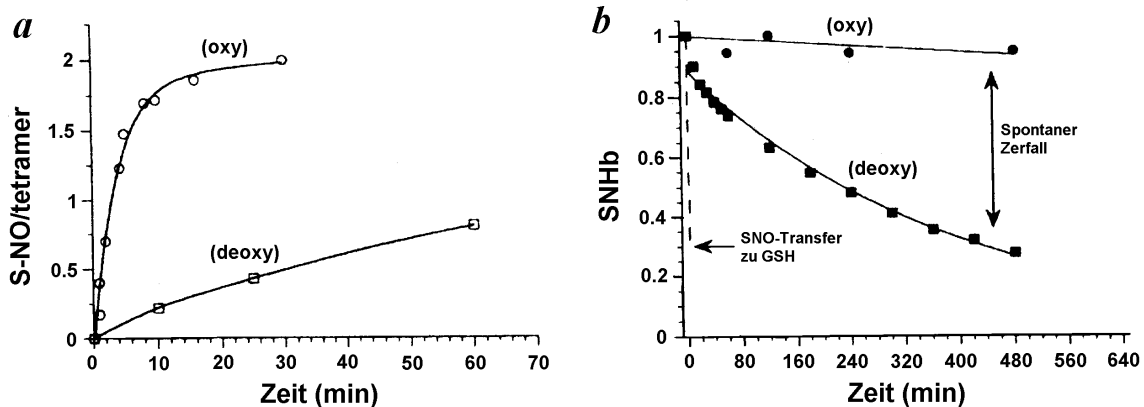 a
(oxy)
(deoxy)
S-NO/tetramer
2
1.5
1
0.5
0
0 10 20 30 40 50 60 70
Zeit (min)
b
(oxy)
Spontaner
Zerfall
(deoxy)
SNO-Transfer
zu GSH
SNHb
1
0.8
0.6
0.4
0.2
0
0 80 160 240 320 400 480 560 640
Zeit (min)